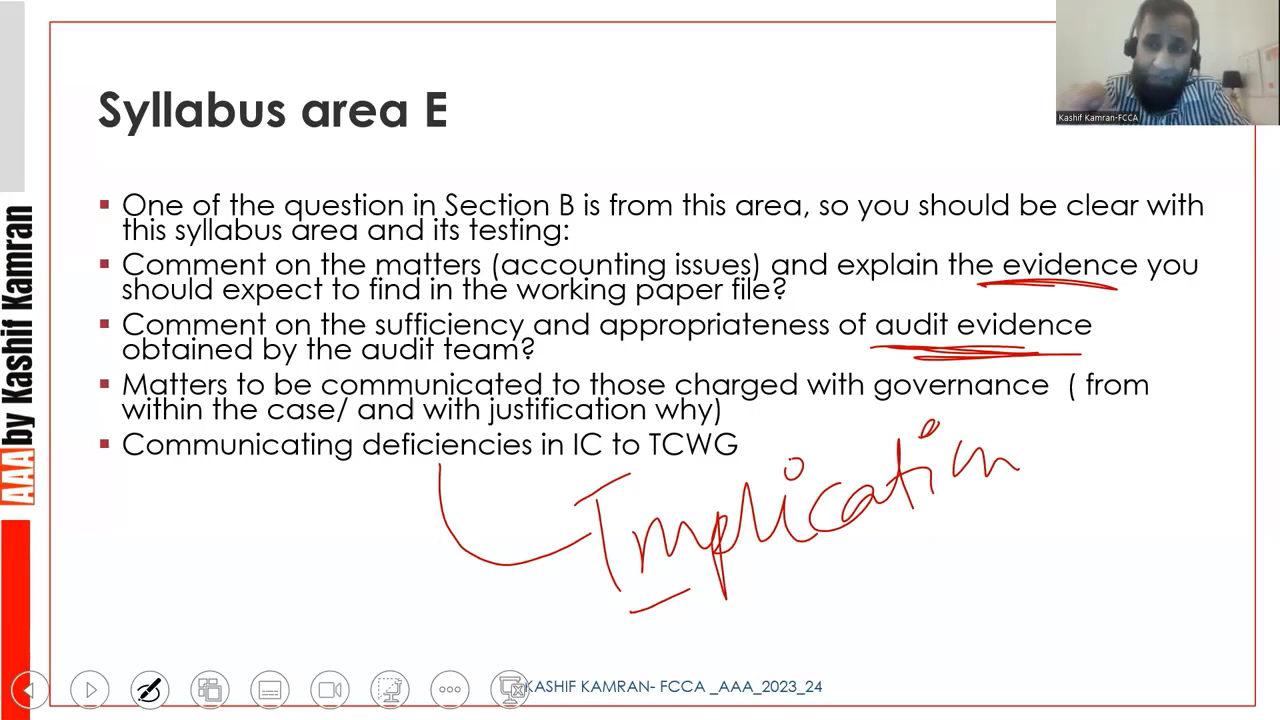 Kashif Kamran-FCCA
Syllabus area E
▪ One of the question in Section B is from this area, so you should be clear with
this syllabus area and its testing:
▪ Comment on the matters (accounting issues) and explain the evidence you
should expect to find in the working paper file?
▪ Comment on the sufficiency and appropriateness of audit evidence
obtained by the audit team?
▪ Matters to be communicated to those charged with governance ( from
within the case/ and with justification why)
▪ Communicating deficiencies in IC to TCWG
Implication
AAA by Kashif Kamran
KASHIF KAMRAN- FCCA _AAA_2023_24